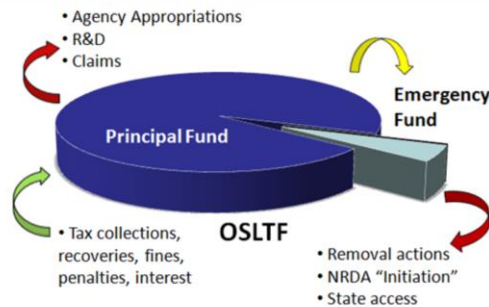 • Agency Appropriations
• R&D
• Claims
Emergency
Fund
Principal Fund
OSLTF
• Tax collections,
recoveries, fines,
penalties, interest
• Removal actions
• NRDA “Initiation”
• State access